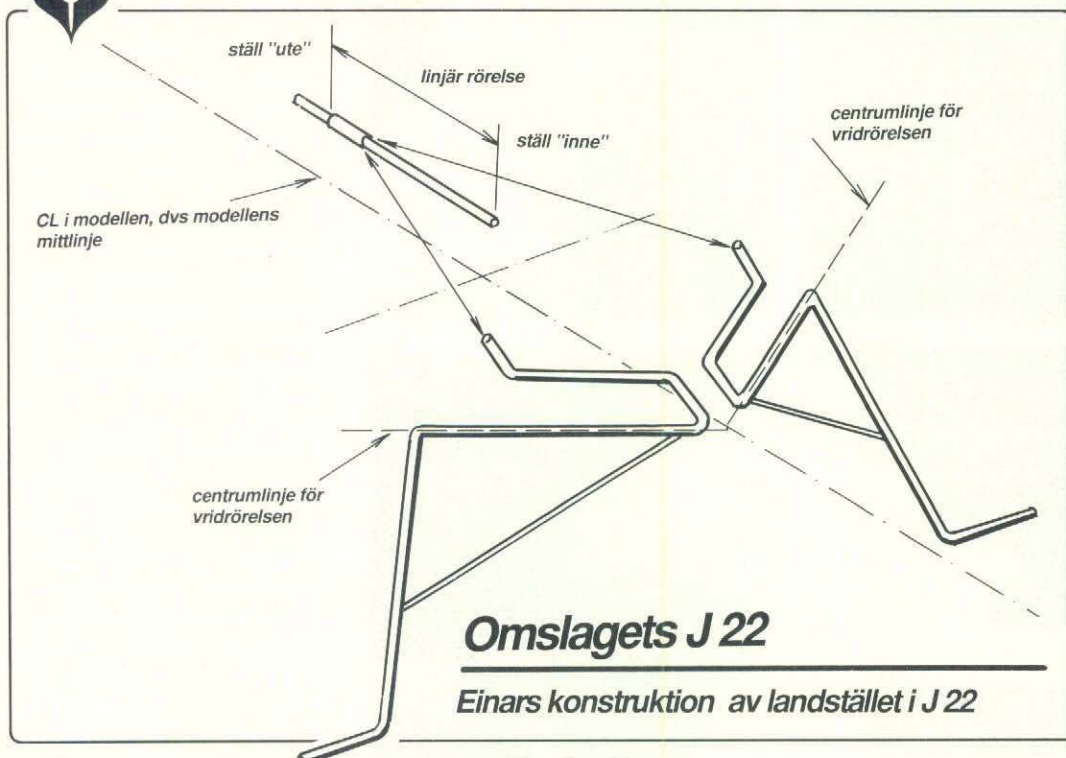 ställ "ute"
linjär rörelse
ställ "inne"
centrumlinje för
vridrörelsen
CL i modellen, dvs modellens
mittlinje
centrumlinje för
vridrörelsen
Omslagets J 22
Einars konstruktion av landstället i J 22